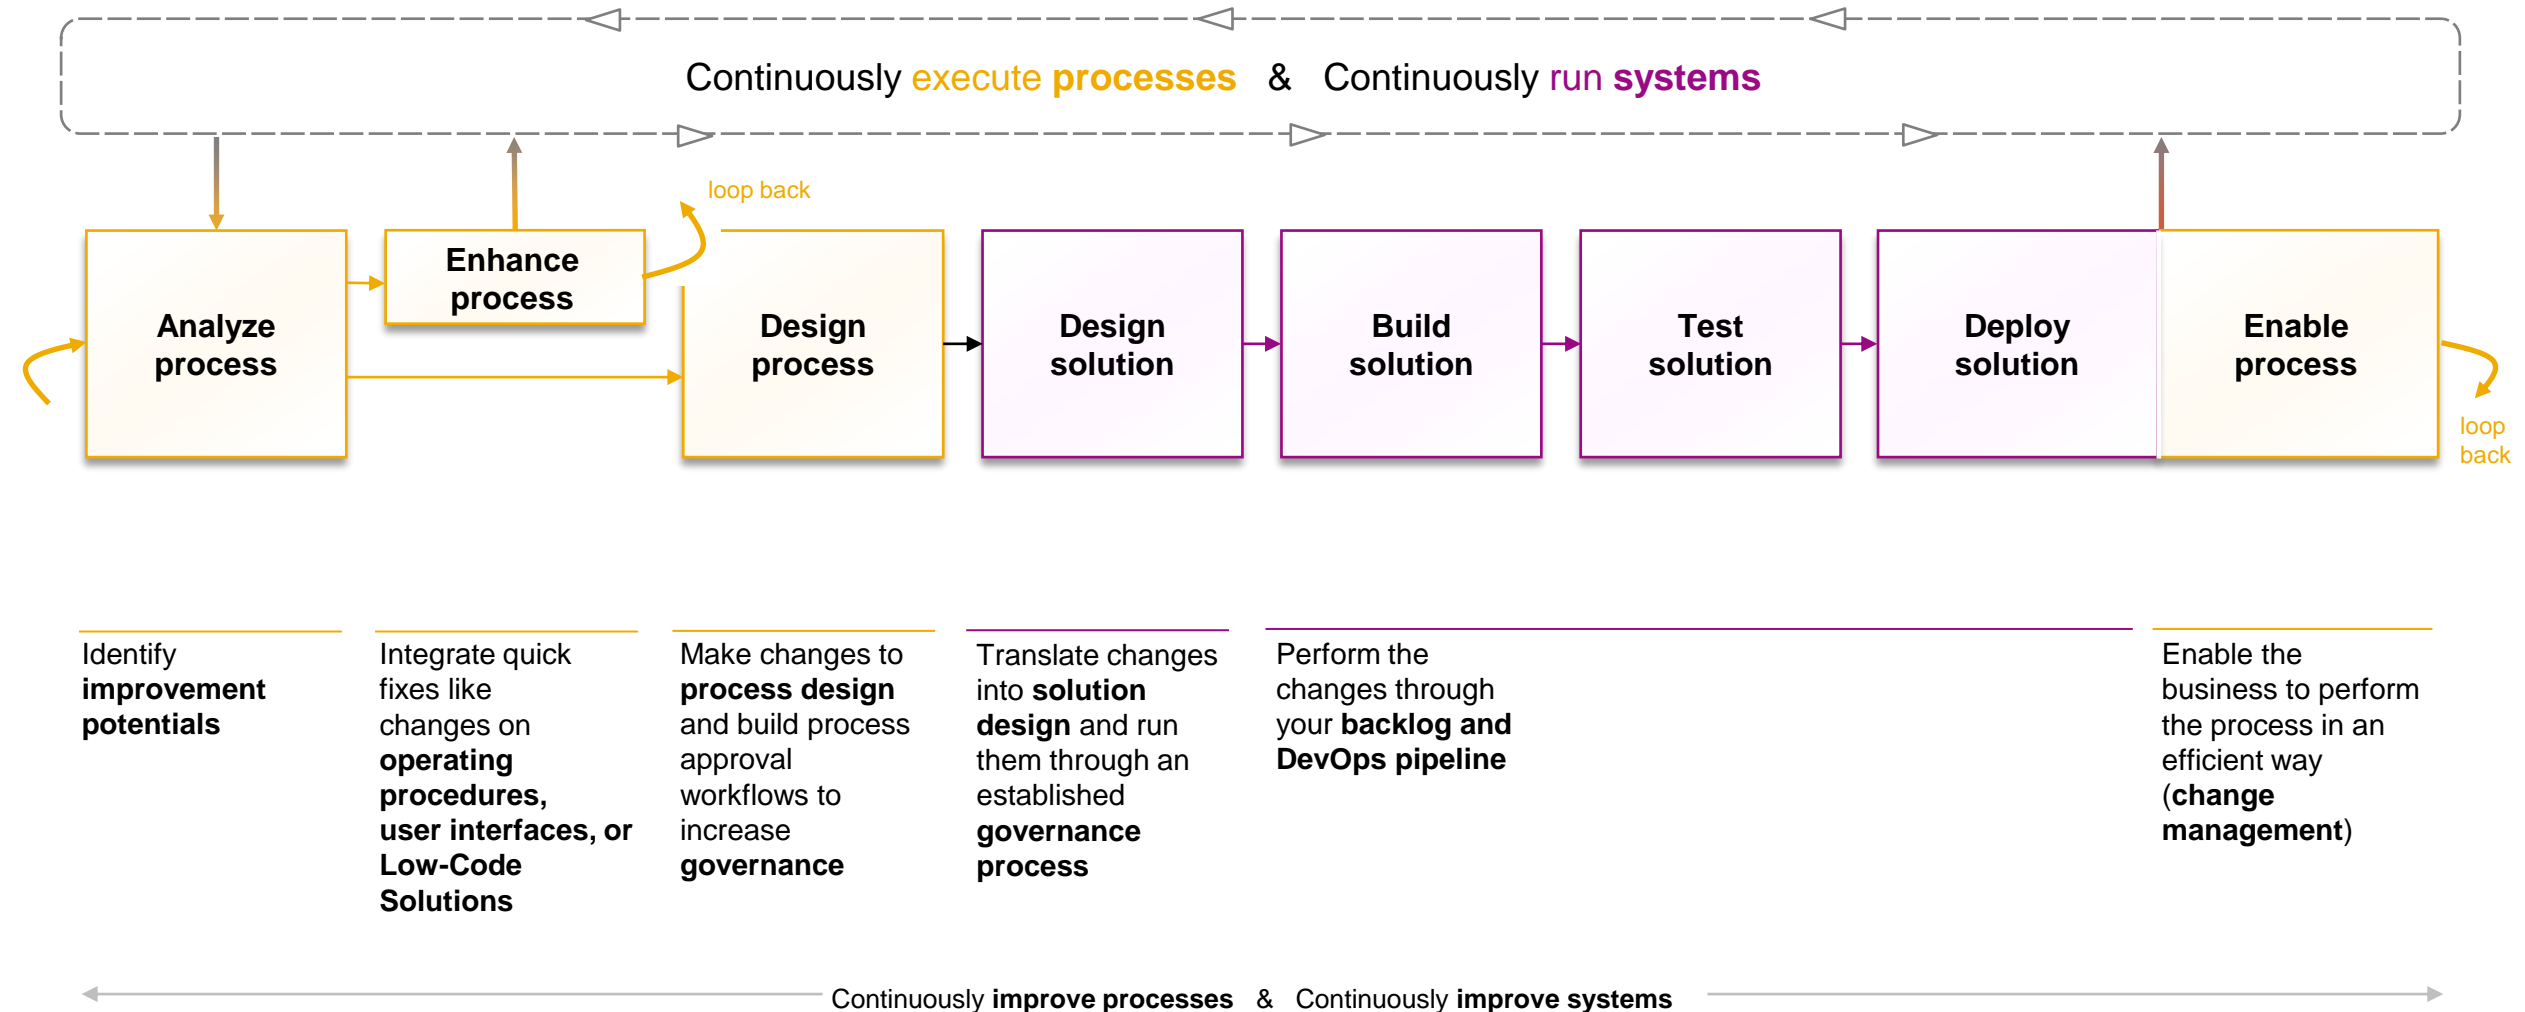 Continuously execute processes & Continuously run systems
loop back
Analyze
process
Enhance
process
Design
process
Design
solution
Build
solution
Test
solution
Deploy
solution
Enable
process
loop
back
Identify
improvement
potentials
Integrate quick
fixes like
changes on
operating
procedures,
user interfaces, or
Low-Code
Solutions
Make changes to
process design
and build process
approval
workflows to
increase
governance
Translate changes
into solution
design and run
them through an
established
governance
process
Perform the
changes through
your backlog and
DevOps pipeline
Enable the
business to perform
the process in an
efficient way
(change
management)
Continuously improve processes & Continuously improve systems